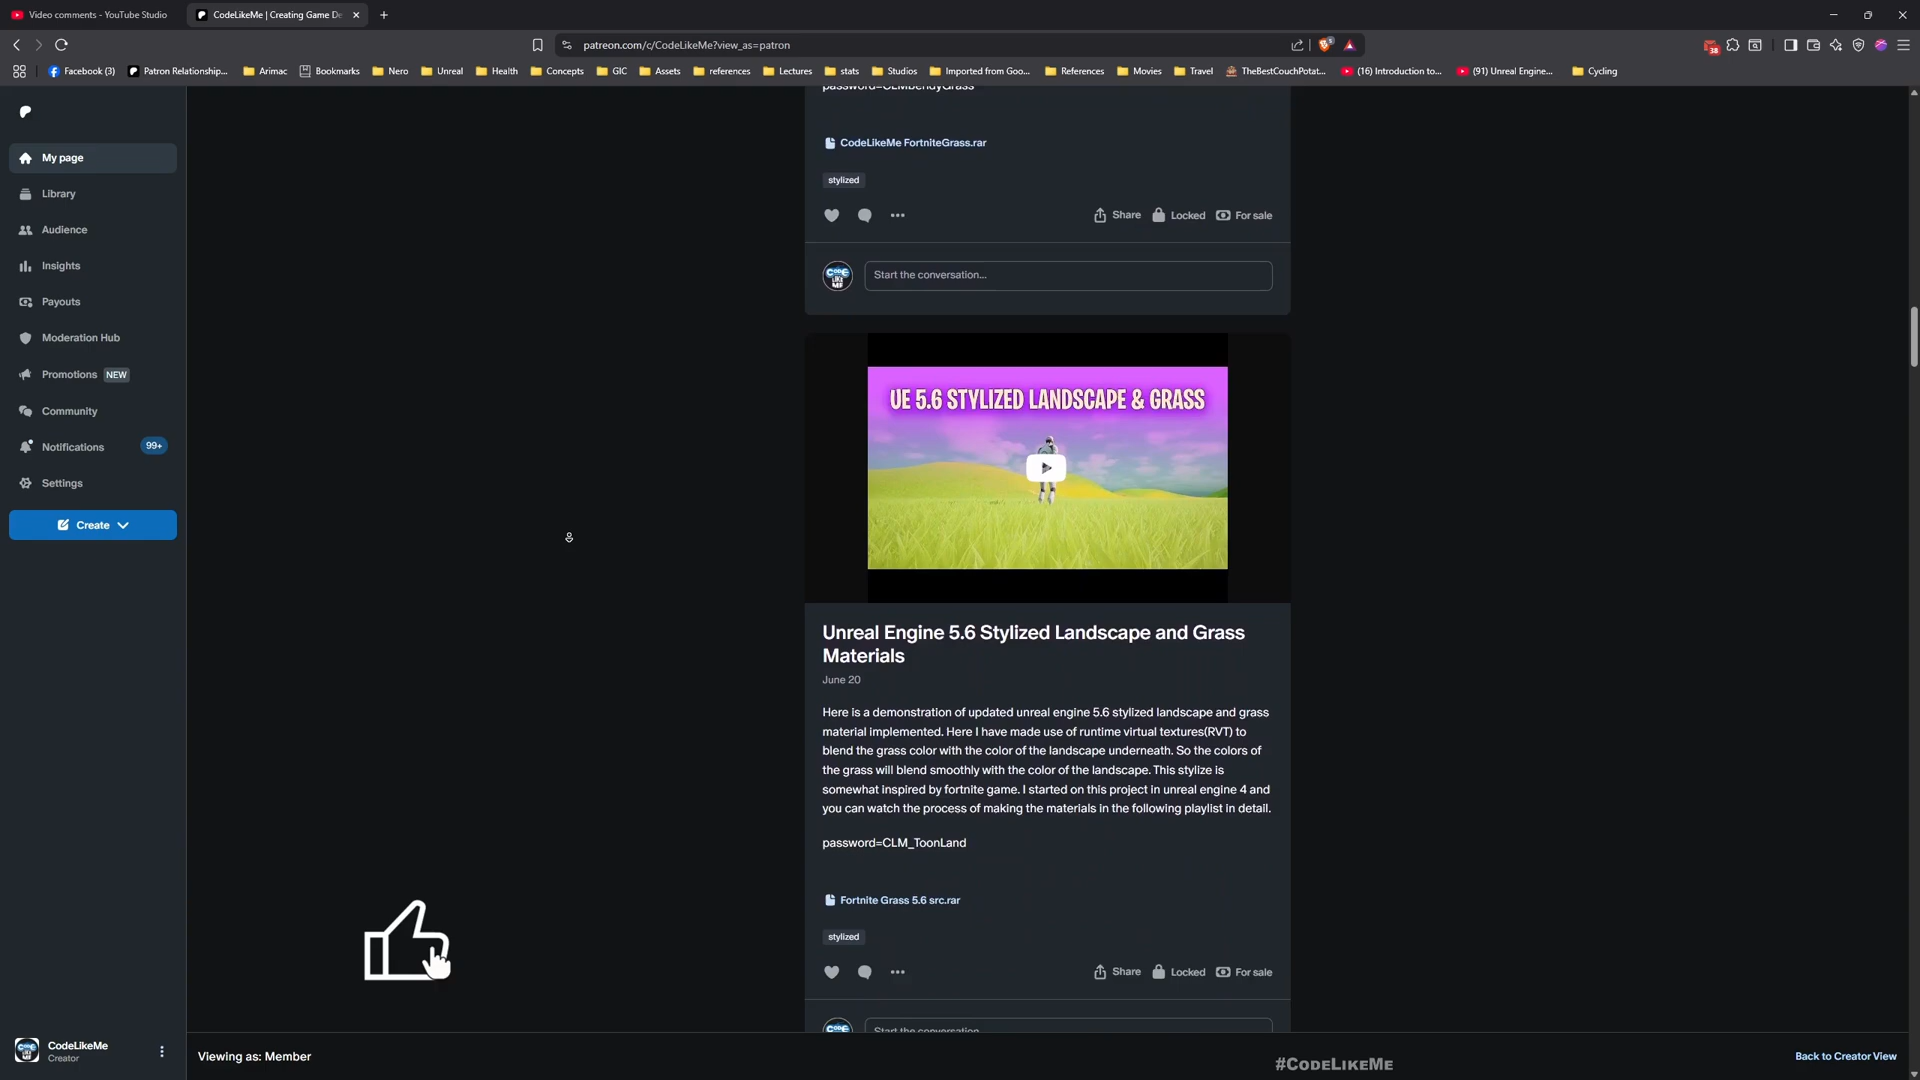 Video comments - YouTube Studio
CodeLikeMe | Creating Game De
patreon.com/c/CodeLikeMe?view_as=patron
5
38
Facebook (3)
Patron Relationship...
Arimac
Bookmarks
Nero
Unreal
Health
Concepts
GIC
Assets
references
Lectures
stats
Studios
Imported from Goo...
References
Movies
Travel
TheBestCouchPotat...
(16) Introduction to...
(91) Unreal Engine...
Cycling
My page
Library
Audience
Insights
Payouts
Moderation Hub
Promotions NEW
Community
Notifications 99+
Settings
Create
CodeLikeMe
Creator
password=CLMBendyGrass
CodeLikeMe FortniteGrass.rar
stylized
Share Locked For sale
CODE
LIKE
ME
Start the conversation...
UE 5.6 STYLIZED LANDSCAPE & GRASS
Unreal Engine 5.6 Stylized Landscape and Grass
Materials
June 20
Here is a demonstration of updated unreal engine 5.6 stylized landscape and grass
material implemented. Here I have made use of runtime virtual textures(RVT) to
blend the grass color with the color of the landscape underneath. So the colors of
the grass will blend smoothly with the color of the landscape. This stylize is
somewhat inspired by fortnite game. I started on this project in unreal engine 4 and
you can watch the process of making the materials in the following playlist in detail.
password=CLM_ToonLand
Fortnite Grass 5.6 src.rar
stylized
Share Locked For sale
Start the conversation
Viewing as: Member
#CodeLikeMe
Back to Creator View